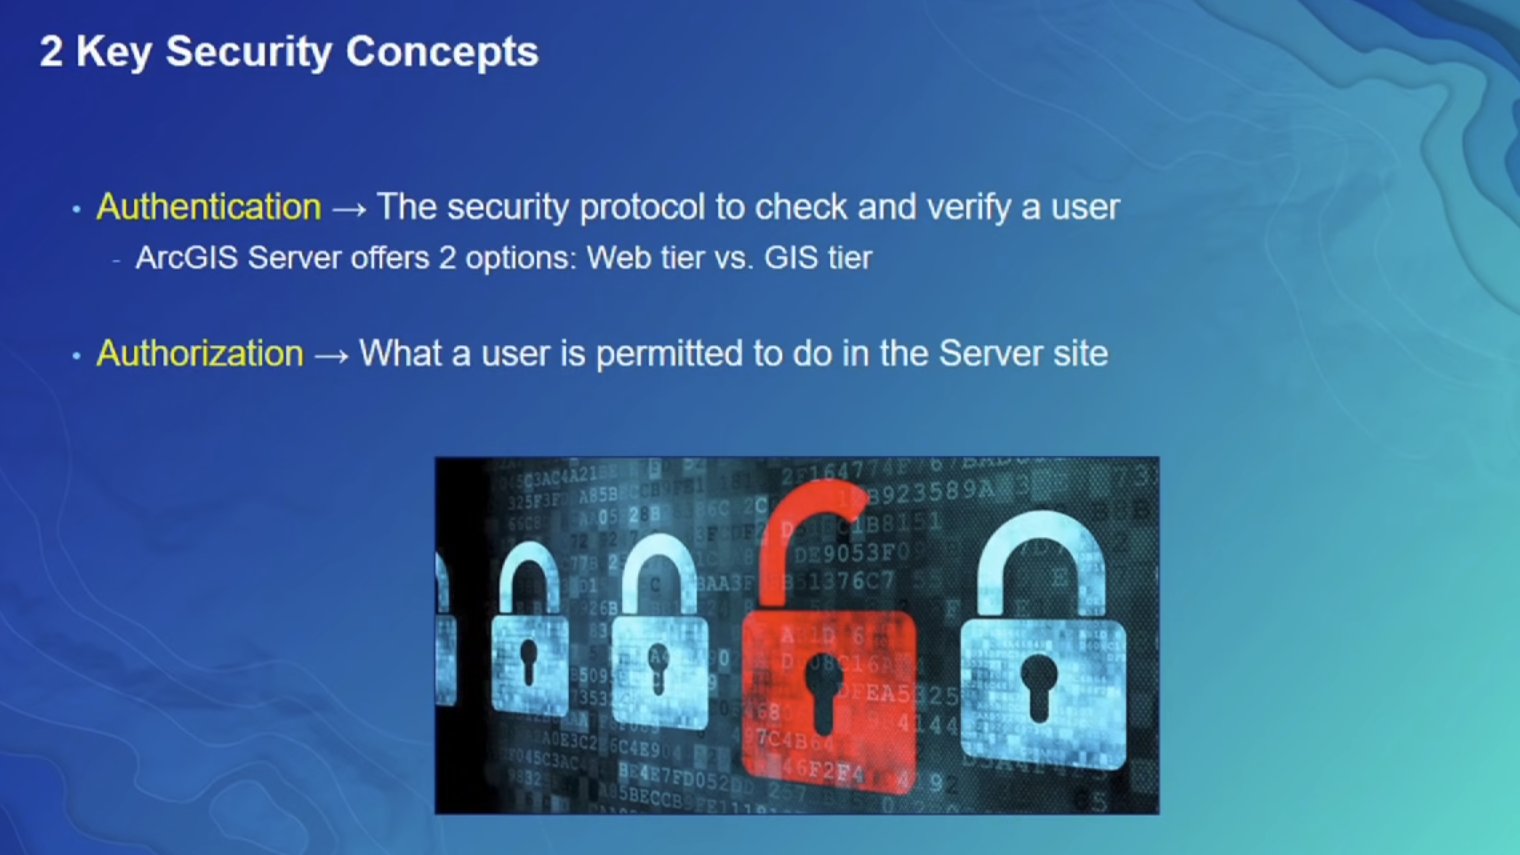 2 Key Security Concepts
• Authentication → The security protocol to check and verify a user
- ArcGIS Server offers 2 options: Web tier vs. GIS tier
• Authorization → What a user is permitted to do in the Server site